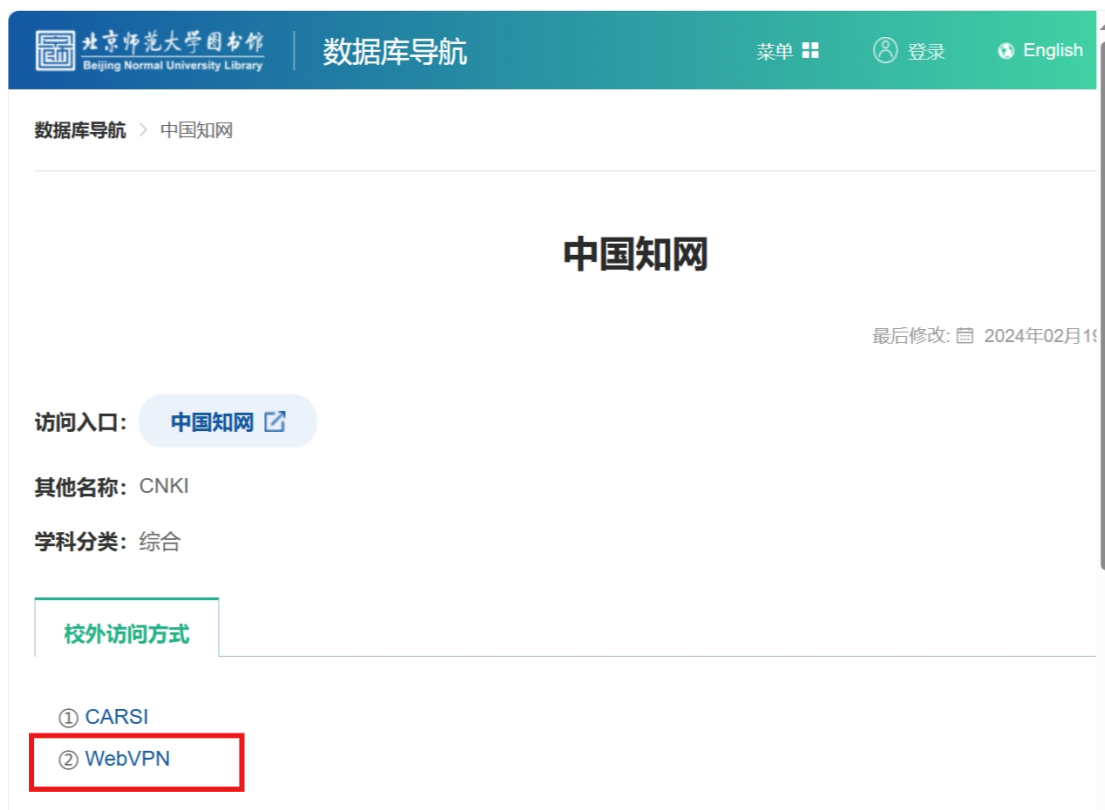 北京师范大学图书馆
Beijing Normal University Library
数据库导航
菜单
登录
English
数据库导航 > 中国知网
中国知网
最后修改: 2024年02月19
访问入口： 中国知网
其他名称： CNKI
学科分类： 综合
校外访问方式
① CARSI
② WebVPN